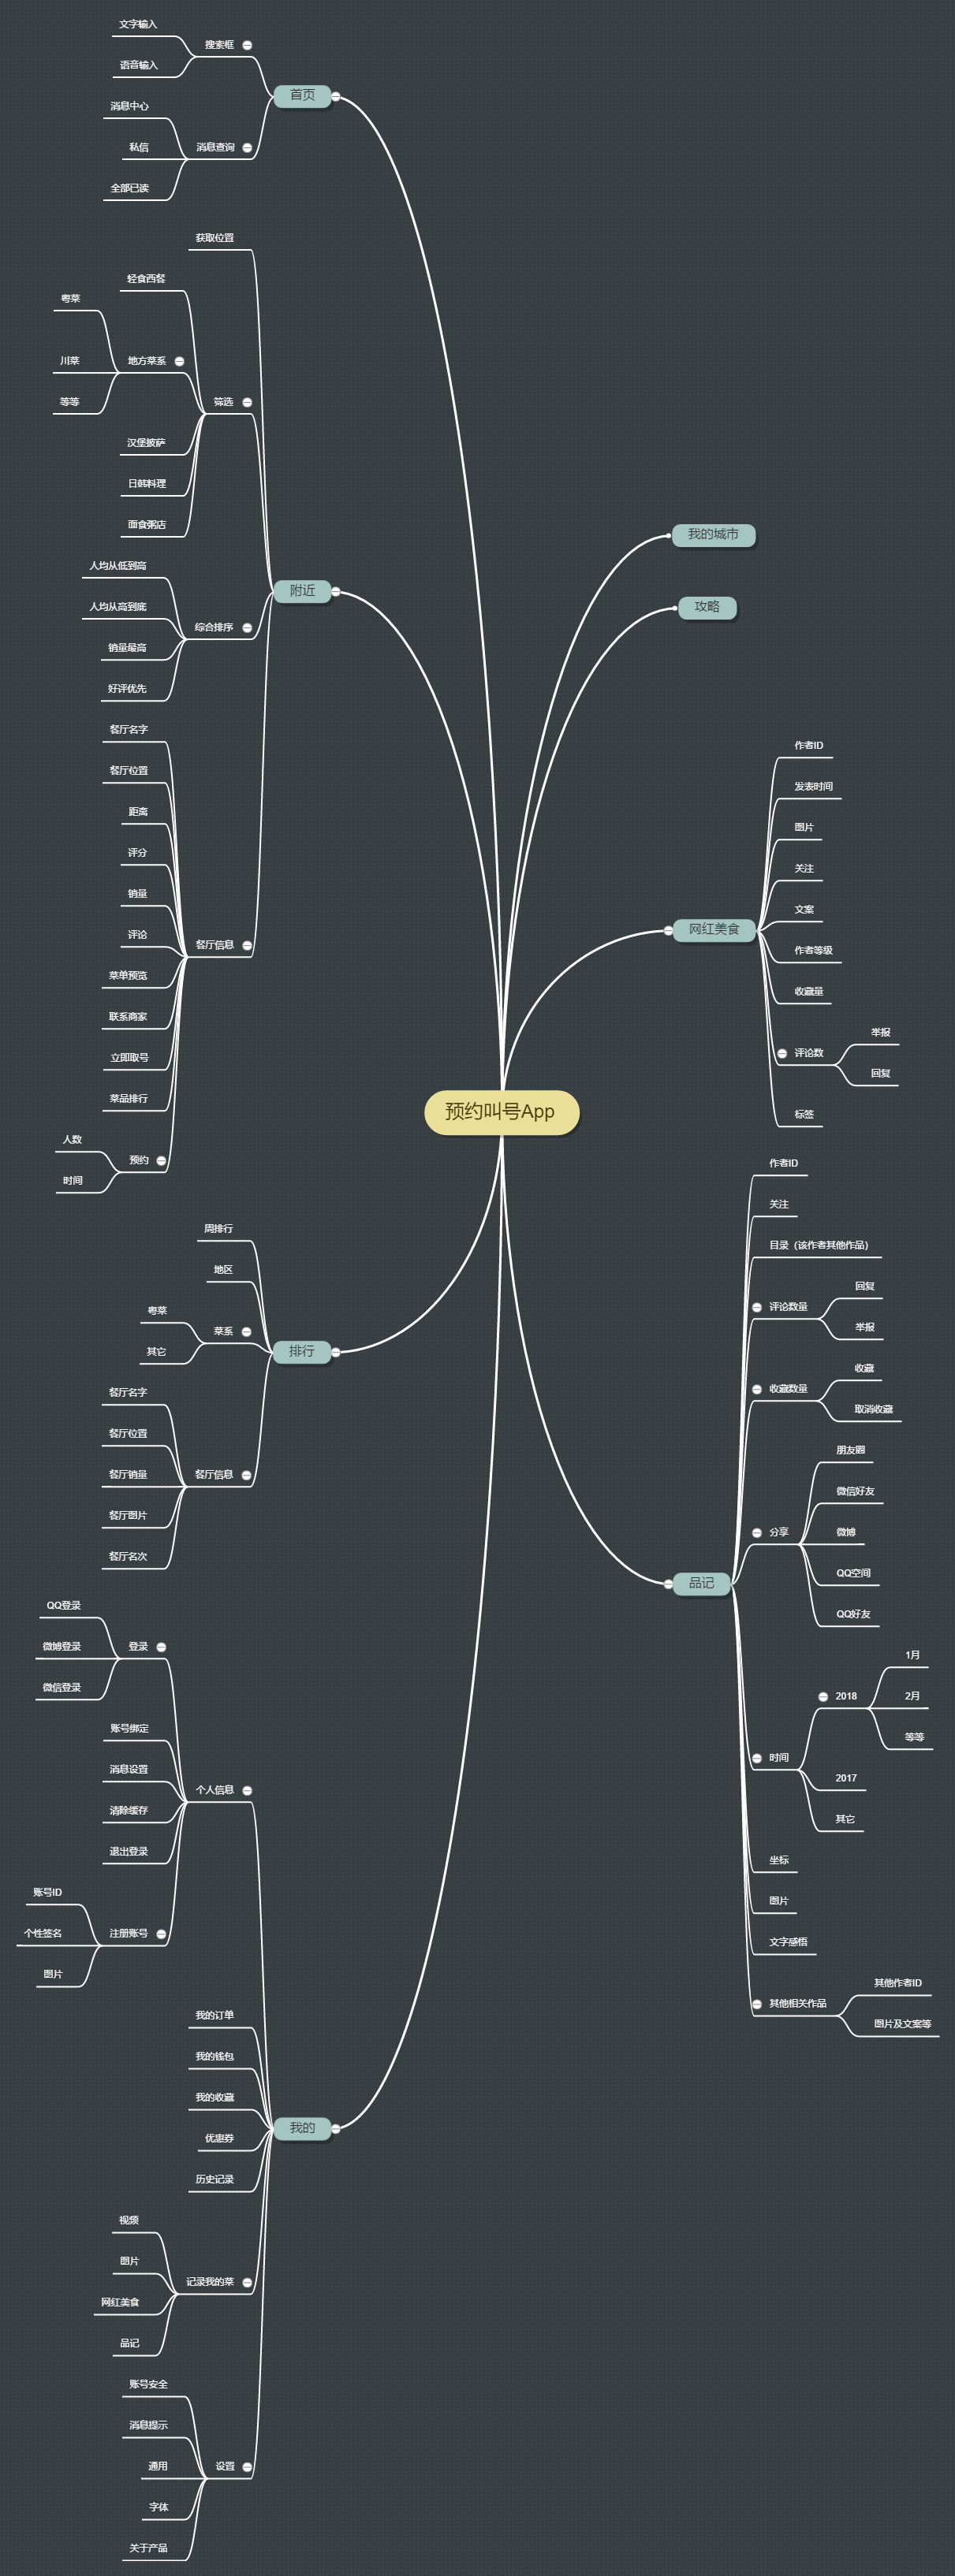 预约叫号App
首页
搜索框
文字输入
语音输入
消息查询
消息中心
私信
全部已读
附近
获取位置
筛选
轻食西餐
地方菜系
粤菜
川菜
等等
汉堡披萨
日韩料理
面食粥店
综合排序
人均从低到高
人均从高到底
销量最高
好评优先
餐厅信息
餐厅名字
餐厅位置
距离
评分
销量
评论
菜单预览
联系商家
立即取号
菜品排行
预约
人数
时间
排行
周排行
地区
菜系
粤菜
其它
餐厅信息
餐厅名字
餐厅位置
餐厅销量
餐厅图片
餐厅名次
我的
个人信息
登录
QQ登录
微博登录
微信登录
账号绑定
消息设置
清除缓存
退出登录
注册账号
账号ID
个性签名
图片
我的订单
我的钱包
我的收藏
优惠券
历史记录
记录我的菜
视频
图片
网红美食
品记
设置
账号安全
消息提示
通用
字体
关于产品
我的城市
攻略
网红美食
作者ID
发表时间
图片
关注
文案
作者等级
收藏量
评论数
举报
回复
标签
品记
作者ID
关注
目录（该作者其他作品）
评论数量
回复
举报
收藏数量
收藏
取消收藏
分享
朋友圈
微信好友
微博
QQ空间
QQ好友
时间
2018
1月
2月
等等
2017
其它
坐标
图片
文字感悟
其他相关作品
其他作者ID
图片及文案等